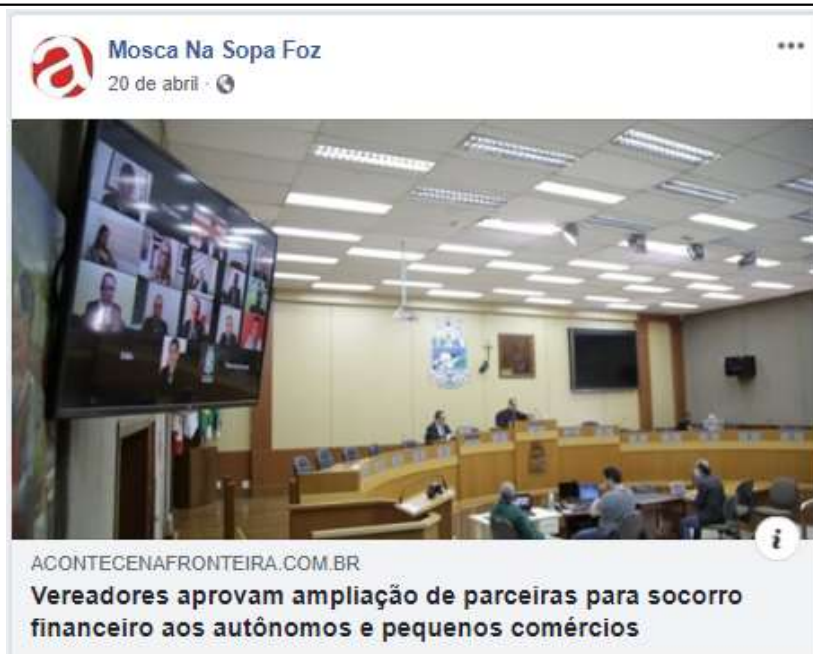 Mosca Na Sopa Foz
20 de abril ·
ACONTECENAFRONTEIRA.COM.BR
Vereadores aprovam ampliação de parceiras para socorro
financeiro aos autônomos e pequenos comércios